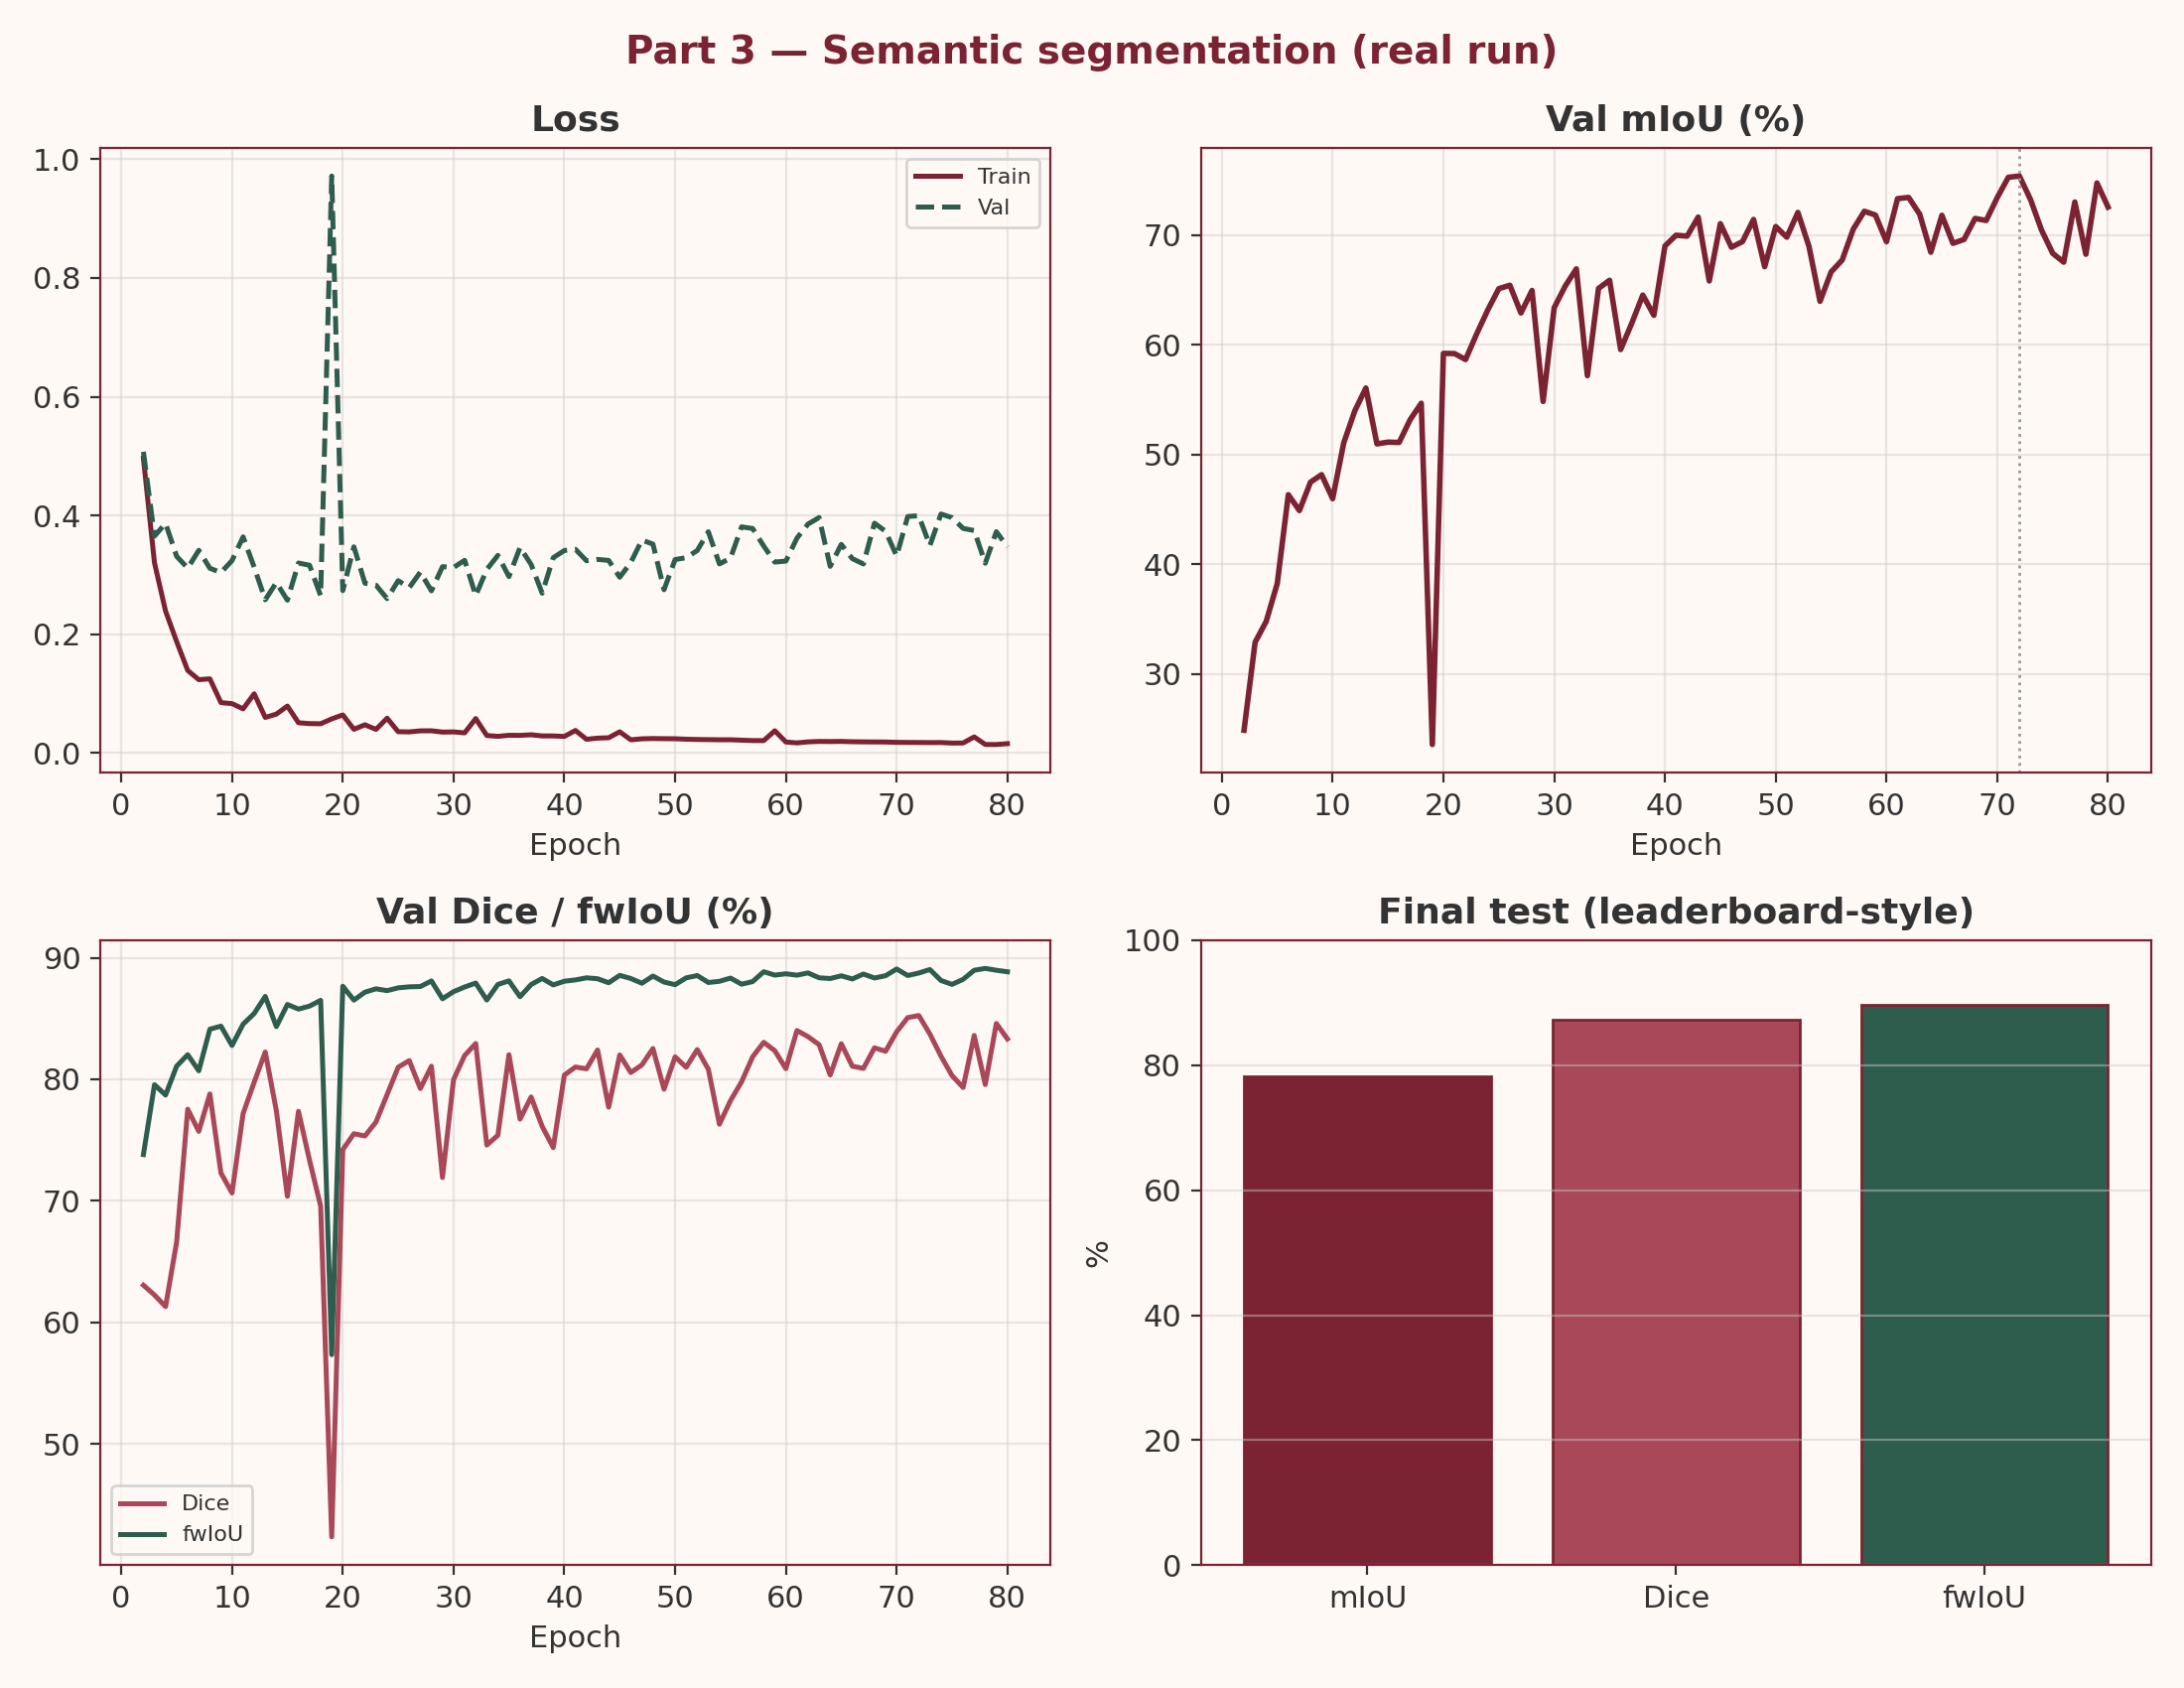 Part 3 — Semantic segmentation (real run)
Loss
1.0
0.8
0.6
0.4
0.2
0.0
Train
Val
0 10 20 30 40 50 60 70 80
Epoch
Val mIoU (%)
70
60
50
40
30
0 10 20 30 40 50 60 70 80
Epoch
Val Dice / fwIoU (%)
90
80
70
60
50
Dice
fwIoU
0 10 20 30 40 50 60 70 80
Epoch
Final test (leaderboard-style)
100
80
60
40
20
0
%
mIoU Dice fwIoU